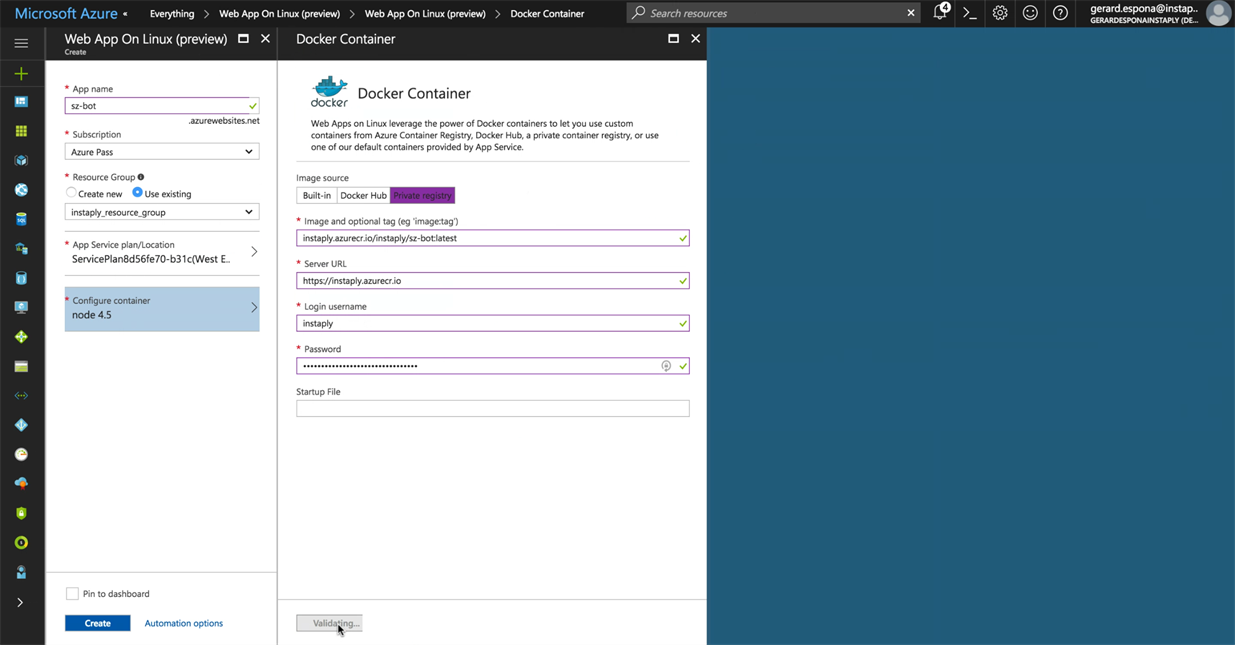 Microsoft Azure «
Everything > Web App On Linux (preview) > Web App On Linux (preview) > Docker Container
Search resources
4
gerard.espona@instap..
GERARDESPONAINSTAPLY (DE...
Web App On Linux (preview)
Create
* App name
sz-bot
.azurewebsites.net
* Subscription
Azure Pass
* Resource Group
Create new
Use existing
instaply_resource_group
* App Service plan/Location
ServicePlan8d56fe70-b31c(West E..
* Configure container
node 4.5
Pin to dashboard
Create
Automation options
Docker Container
docker
Docker Container
Web Apps on Linux leverage the power of Docker containers to let you use custom
containers from Azure Container Registry, Docker Hub, a private container registry, or use
one of our default containers provided by App Service.
Image source
Built-in
Docker Hub
Private registry
* Image and optional tag (eg 'image:tag')
instaply.azurecr.io/instaply/sz-bot:latest
* Server URL
https://instaply.azurecr.io
* Login username
instaply
* Password
Startup File
Validating...
SQL